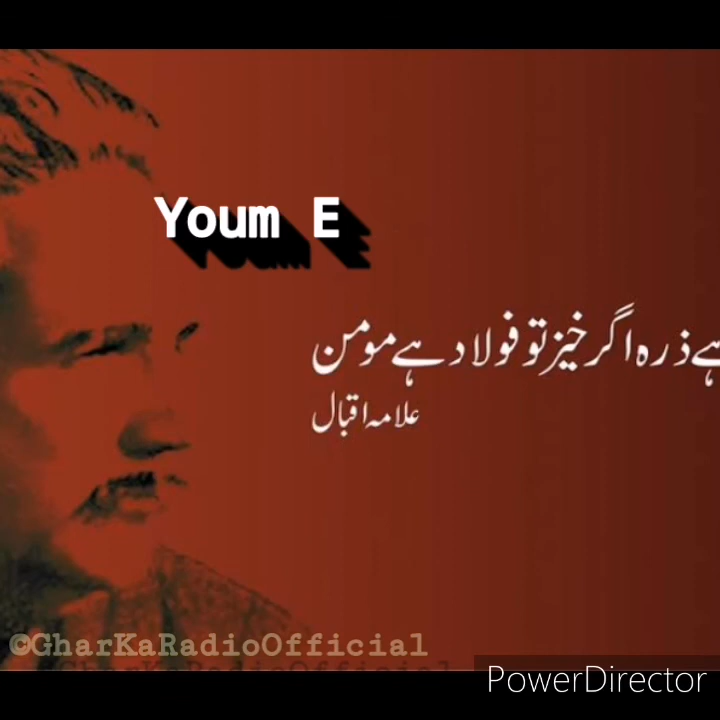 Youm E
ہے ذرہ اگر خیز تو فولاد ہے مومن
علامہ اقبال
©GharKaRadioOfficial
PowerDirector